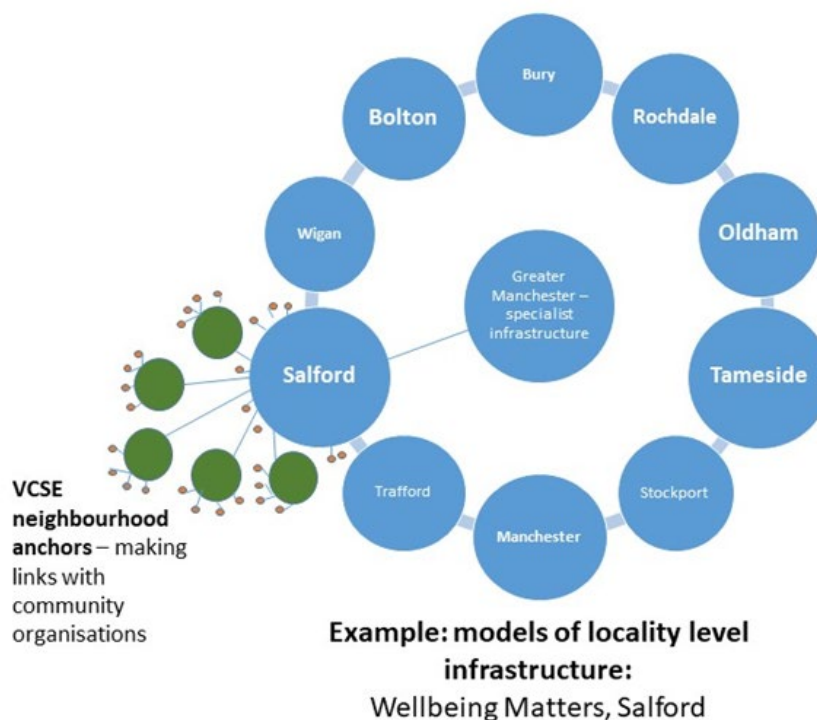 Bury
Bolton
Rochdale
Wigan
Oldham
Greater
Manchester –
specialist
infrastructure
Salford
Tameside
Trafford
Stockport
Manchester
VCSE
neighbourhood
anchors – making
links with
community
organisations
Example: models of locality level
infrastructure:
Wellbeing Matters, Salford